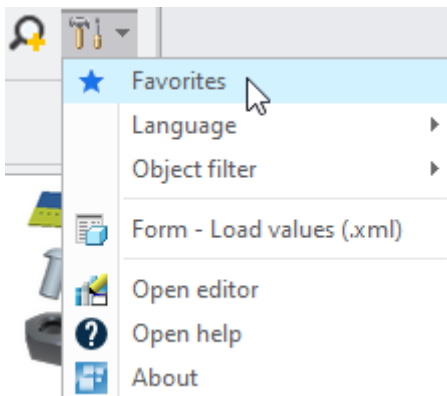 Favorites
Language
Object filter
Form - Load values (.xml)
Open editor
Open help
About